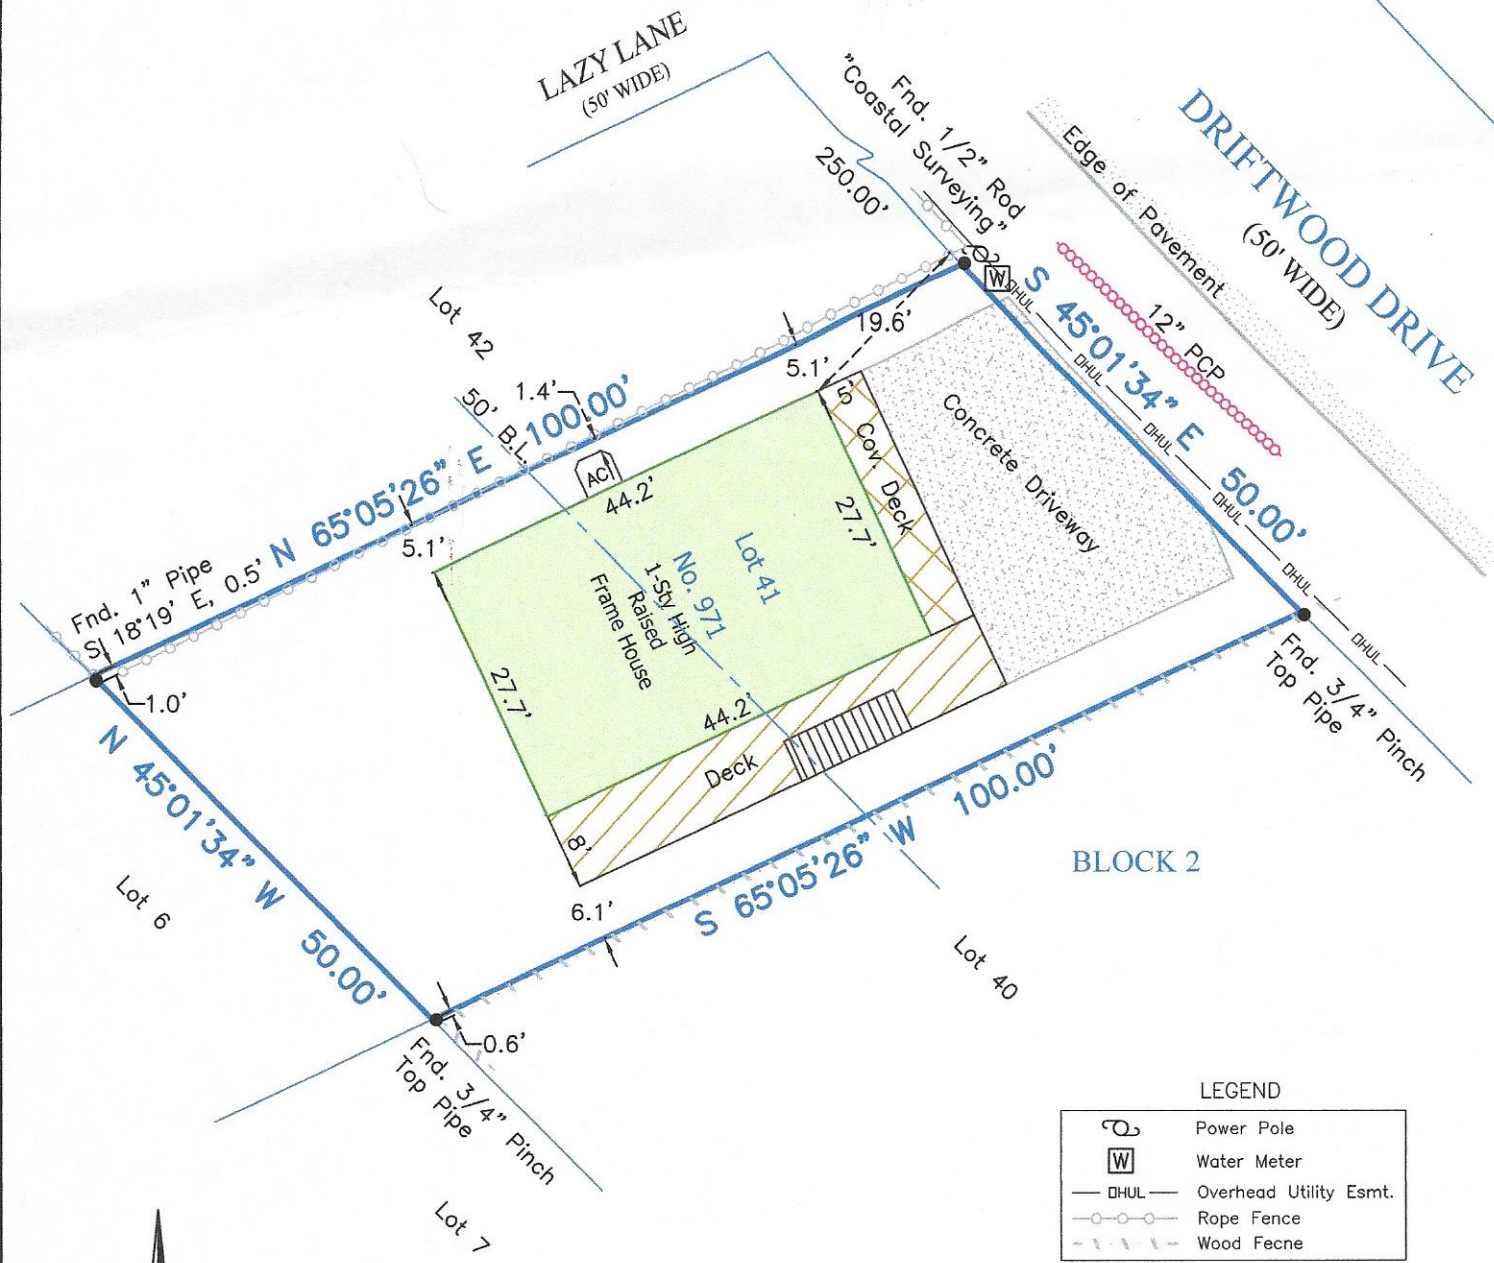 LAZY LANE
(50' WIDE)
Fnd. 1/2" Rod
"Coastal Surveying"
250.00'
DRIFTWOOD DRIVE
(50' WIDE)
Edge of Pavement
12" PCP
W
S 45°01'34" E 50.00'
OHUL
OHUL
OHUL
OHUL
OHUL
OHUL
Lot 42
50' B.L.
1.4'
N 65°05'26" E 100.00'
5.1'
19.6'
5.1'
AC
44.2'
5'
Cov. Deck
Concrete Driveway
27.7'
Lot 41
No. 971
1-Sty High
Raised
Frame House
27.7'
44.2'
Deck
8'
6.1'
Fnd. 1" Pipe
S 18°19' E, 0.5'
1.0'
N 45°01'34" W 50.00'
Lot 6
S 65°05'26" W 100.00'
BLOCK 2
Lot 40
Fnd. 3/4" Pinch
Top Pipe
0.6'
Fnd. 3/4" Pinch
Top Pipe
Lot 7
LEGEND
Power Pole
W Water Meter
OHUL Overhead Utility Esmt.
Rope Fence
Wood Fecne